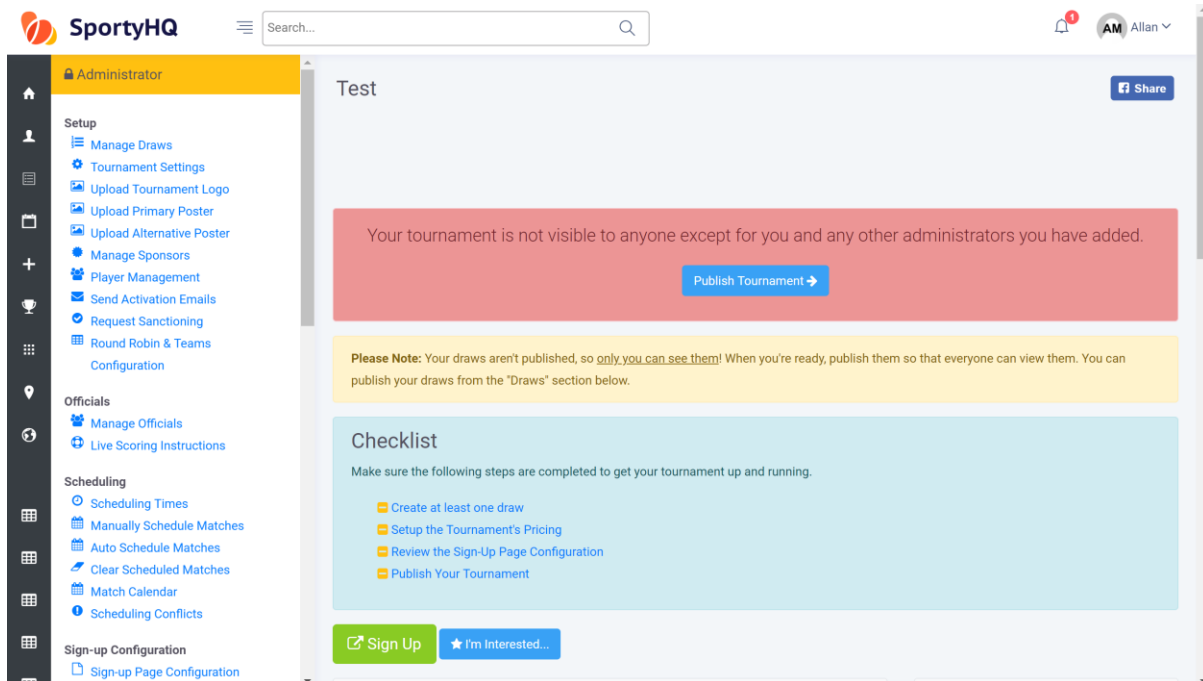 SportyHQ
Search...
1
AM Allan
Administrator
Setup
Manage Draws
Tournament Settings
Upload Tournament Logo
Upload Primary Poster
Upload Alternative Poster
Manage Sponsors
Player Management
Send Activation Emails
Request Sanctioning
Round Robin & Teams
Configuration
Officials
Manage Officials
Live Scoring Instructions
Scheduling
Scheduling Times
Manually Schedule Matches
Auto Schedule Matches
Clear Scheduled Matches
Match Calendar
Scheduling Conflicts
Sign-up Configuration
Sign-up Page Configuration
Test
Share
Your tournament is not visible to anyone except for you and any other administrators you have added.
Publish Tournament
Please Note: Your draws aren't published, so only you can see them! When you're ready, publish them so that everyone can view them. You can
publish your draws from the "Draws" section below.
Checklist
Make sure the following steps are completed to get your tournament up and running.
Create at least one draw
Setup the Tournament's Pricing
Review the Sign-Up Page Configuration
Publish Your Tournament
Sign Up
I'm Interested...